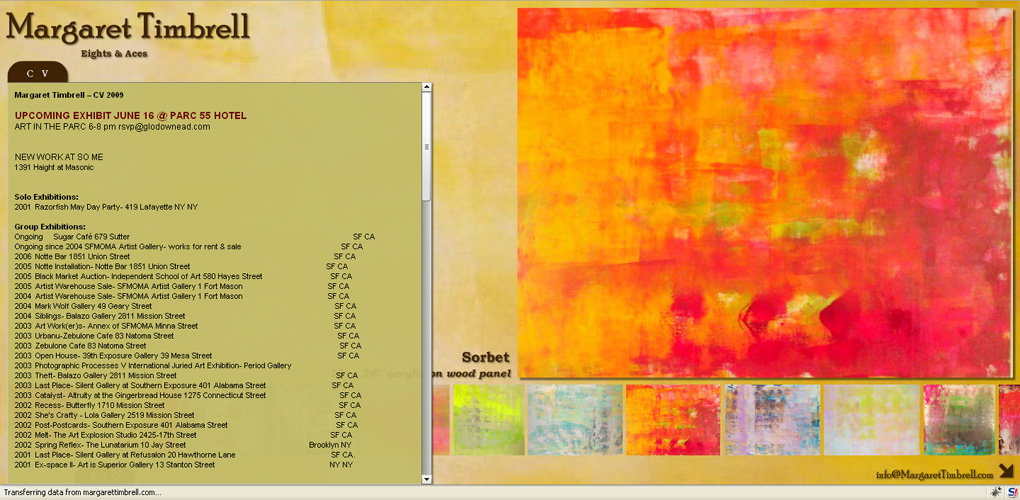 Margaret Timbrell
Eights & Aces
C V
Margaret Timbrell – CV 2009
UPCOMING EXHIBIT JUNE 16 @ PARC 55 HOTEL
ART IN THE PARC 6-8 pm rsvp@glodownead.com
NEW WORK AT SO ME
1391 Haight at Masonic
Solo Exhibitions:
2001 Razorfish May Day Party- 419 Lafayette NY NY
Group Exhibitions:
Ongoing Sugar Café 679 Sutter SF CA
Ongoing since 2004 SFMOMA Artist Gallery- works for rent & sale SF CA
2006 Notte Bar 1851 Union Street SF CA
2005 Notte Installation- Notte Bar 1851 Union Street SF CA
2005 Black Market Auction- Independent School of Art 580 Hayes Street SF CA
2005 Artist Warehouse Sale- SFMOMA Artist Gallery 1 Fort Mason SF CA
2004 Artist Warehouse Sale- SFMOMA Artist Gallery 1 Fort Mason SF CA
2004 Mark Wolf Gallery 49 Geary Street SF CA
2004 Siblings- Balazo Gallery 2811 Mission Street SF CA
2003 Art Work(er)s- Annex of SFMOMA Minna Street SF CA
2003 Urbanu-Zebulone Cafe 83 Natoma Street SF CA
2003 Zebulone Cafe 83 Natoma Street SF CA
2003 Open House- 39th Exposure Gallery 39 Mesa Street SF CA
2003 Photographic Processes V International Juried Art Exhibition- Period Gallery
2003 Theft- Balazo Gallery 2811 Mission Street SF CA
2003 Last Place- Silent Gallery at Southern Exposure 401 Alabama Street SF CA
2003 Catalyst- Altruity at the Gingerbread House 1275 Connecticut Street SF CA
2002 Recess- Butterfly 1710 Mission Street SF CA
2002 She's Crafty - Lola Gallery 2519 Mission Street SF CA
2002 Post-Postcards- Southern Exposure 401 Alabama Street SF CA
2002 Melt- The Art Explosion Studio 2425-17th Street SF CA
2002 Spring Reflex- The Lunatarium 10 Jay Street Brooklyn NY
2001 Last Place- Silent Gallery at Refusalon 20 Hawthorne Lane SF CA.
2001 Ex-space II- Art is Superior Gallery 13 Stanton Street NY NY
Sorbet
on wood panel
info@MargaretTimbrell.com
Transferring data from margarettimbrell.com...